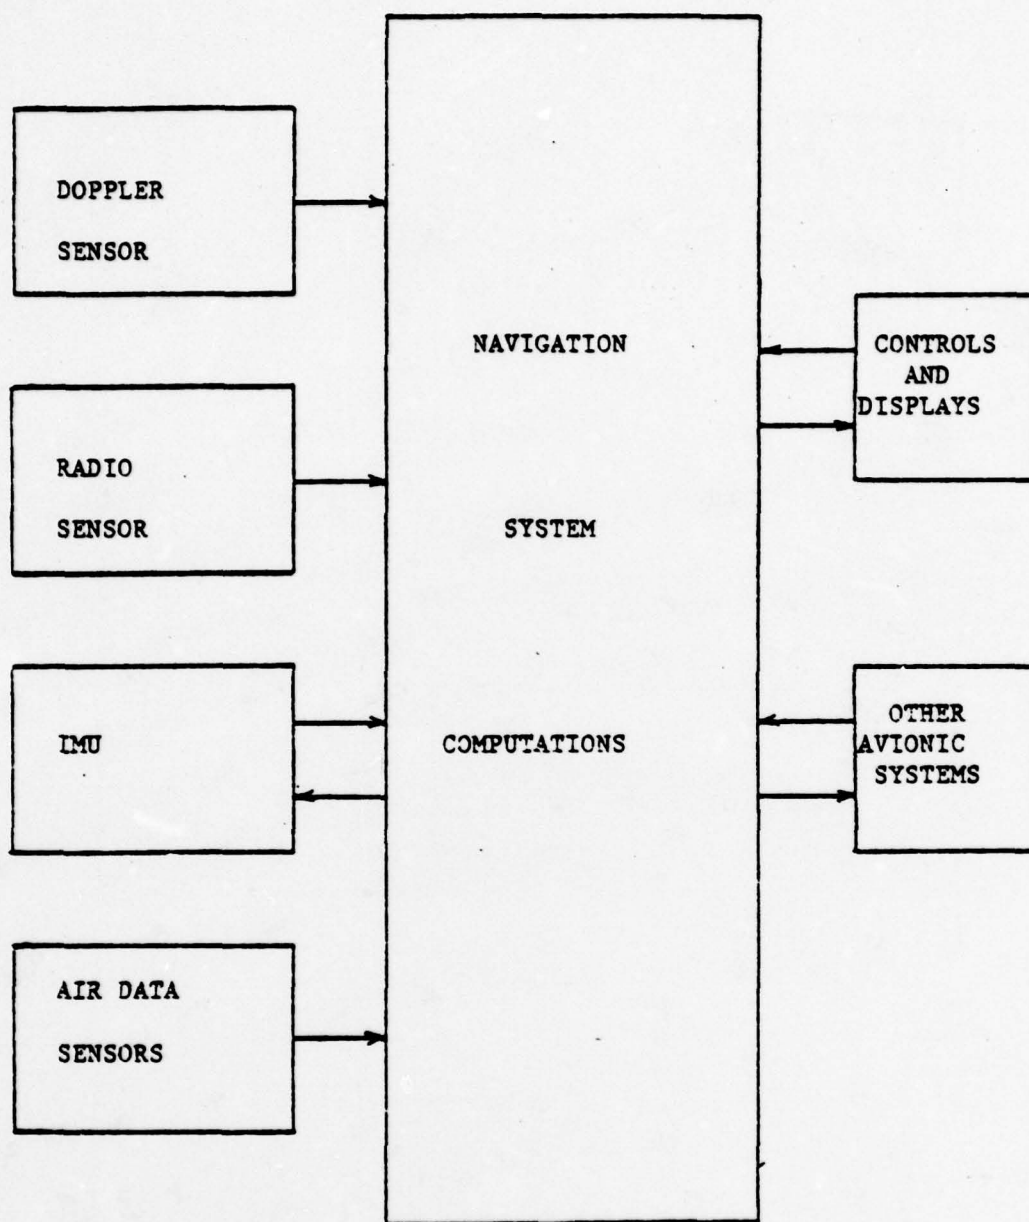 DOPPLER
SENSOR
RADIO
SENSOR
IMU
AIR DATA
SENSORS
NAVIGATION
SYSTEM
COMPUTATIONS
CONTROLS
AND
DISPLAYS
OTHER
AVIONIC
SYSTEMS